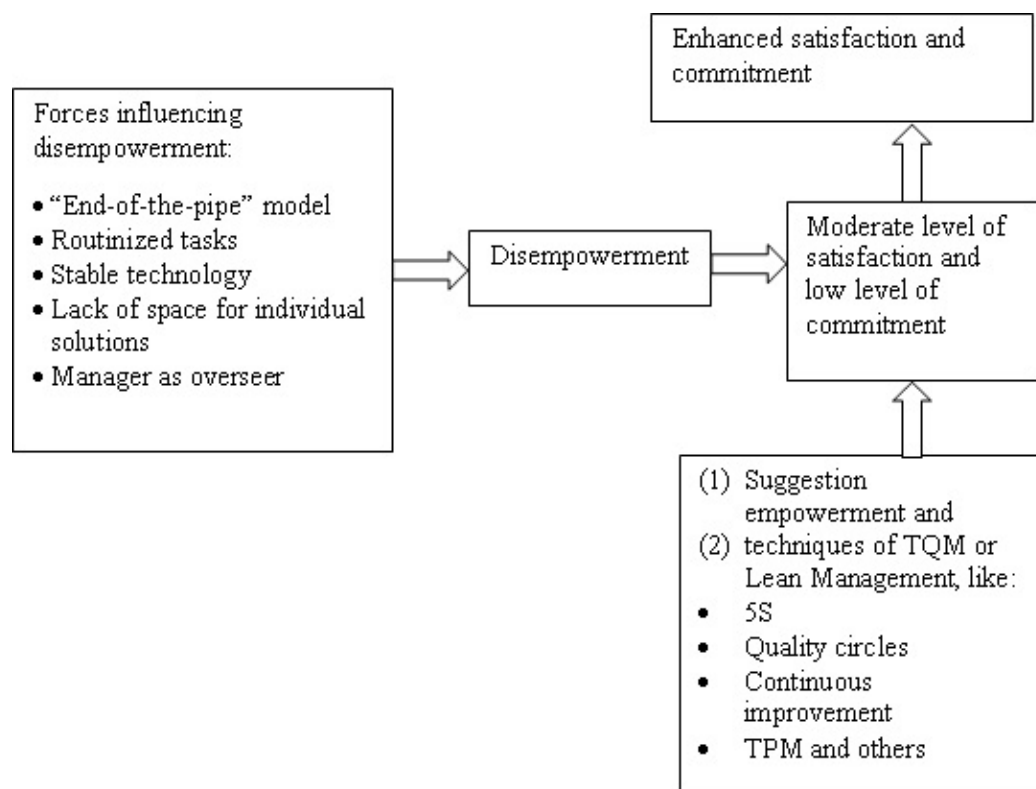 Enhanced satisfaction and
commitment
Forces influencing
disempowerment:
• “End-of-the-pipe” model
• Routinized tasks
• Stable technology
• Lack of space for individual
solutions
• Manager as overseer
Disempowerment
Moderate level of
satisfaction and
low level of
commitment
(1) Suggestion
empowerment and
(2) techniques of TQM or
Lean Management, like:
• 5S
• Quality circles
• Continuous
improvement
• TPM and others